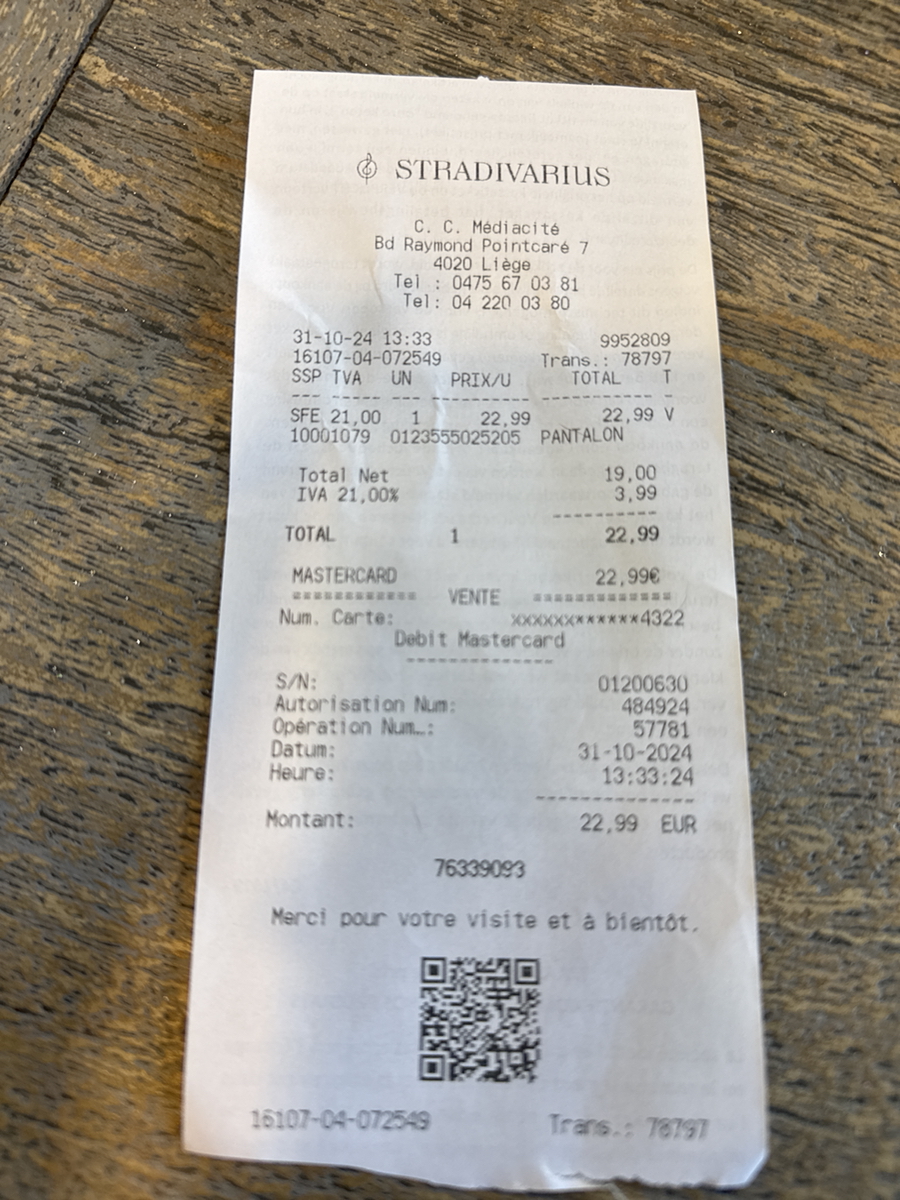 STRADIVARIUS
C. C. Médiacité
Bd Raymond Pointcaré 7
4020 Liège
Tel : 0475 67 03 81
Tel: 04 220 03 80
31-10-24 13:33 9952809
16107-04-072549 Trans.: 78797
SSP TVA UN PRIX/U TOTAL T
--- --- --- ---------- ----------- -
SFE 21,00 1 22,99 22,99 V
10001079 0123555025205 PANTALON
Total Net 19,00
IVA 21,00% 3,99
----------
TOTAL 1 22,99
MASTERCARD 22,99€
============ VENTE =============
Num. Carte: xxxxxx******4322
Debit Mastercard
--------------
S/N: 01200630
Autorisation Num: 484924
Opération Num..: 57781
Datum: 31-10-2024
Heure: 13:33:24
--------------
Montant: 22,99 EUR
76339093
Merci pour votre visite et à bientôt.
16107-04-072549 Trans.: 78797